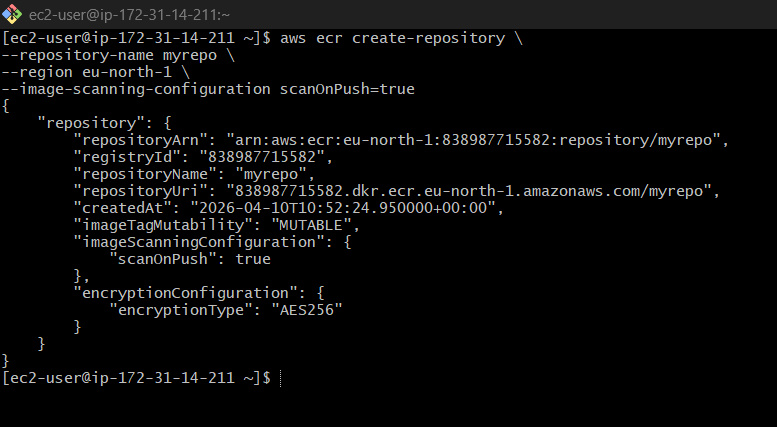 ec2-user@ip-172-31-14-211:~
[ec2-user@ip-172-31-14-211 ~]$ aws ecr create-repository \
--repository-name myrepo \
--region eu-north-1 \
--image-scanning-configuration scanOnPush=true
{
    "repository": {
        "repositoryArn": "arn:aws:ecr:eu-north-1:838987715582:repository/myrepo",
        "registryId": "838987715582",
        "repositoryName": "myrepo",
        "repositoryUri": "838987715582.dkr.ecr.eu-north-1.amazonaws.com/myrepo",
        "createdAt": "2026-04-10T10:52:24.950000+00:00",
        "imageTagMutability": "MUTABLE",
        "imageScanningConfiguration": {
            "scanOnPush": true
        },
        "encryptionConfiguration": {
            "encryptionType": "AES256"
        }
    }
}
[ec2-user@ip-172-31-14-211 ~]$